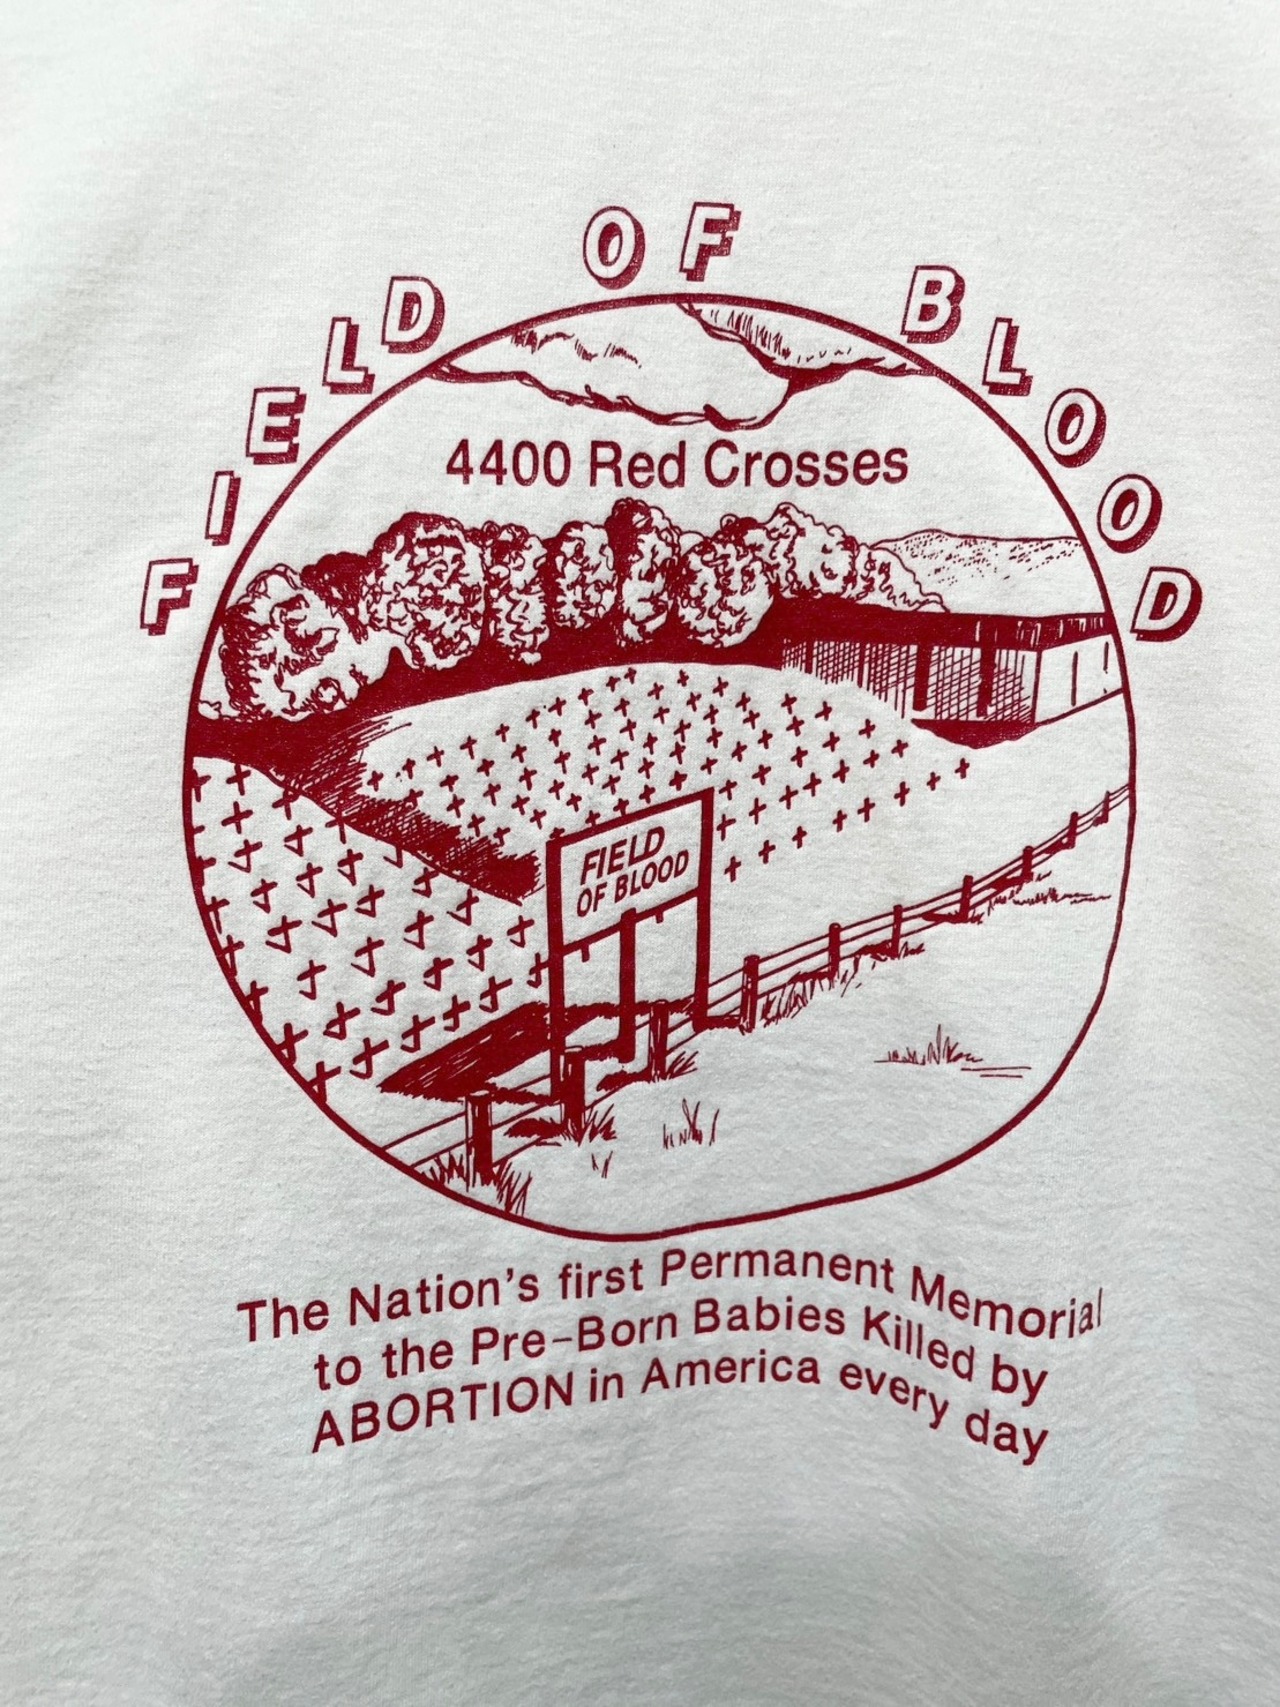 FIELD OF BLOOD
4400 Red Crosses
FIELD
OF BLOOD
The Nation's first Permanent Memorial
to the Pre-Born Babies Killed by
ABORTION in America every day